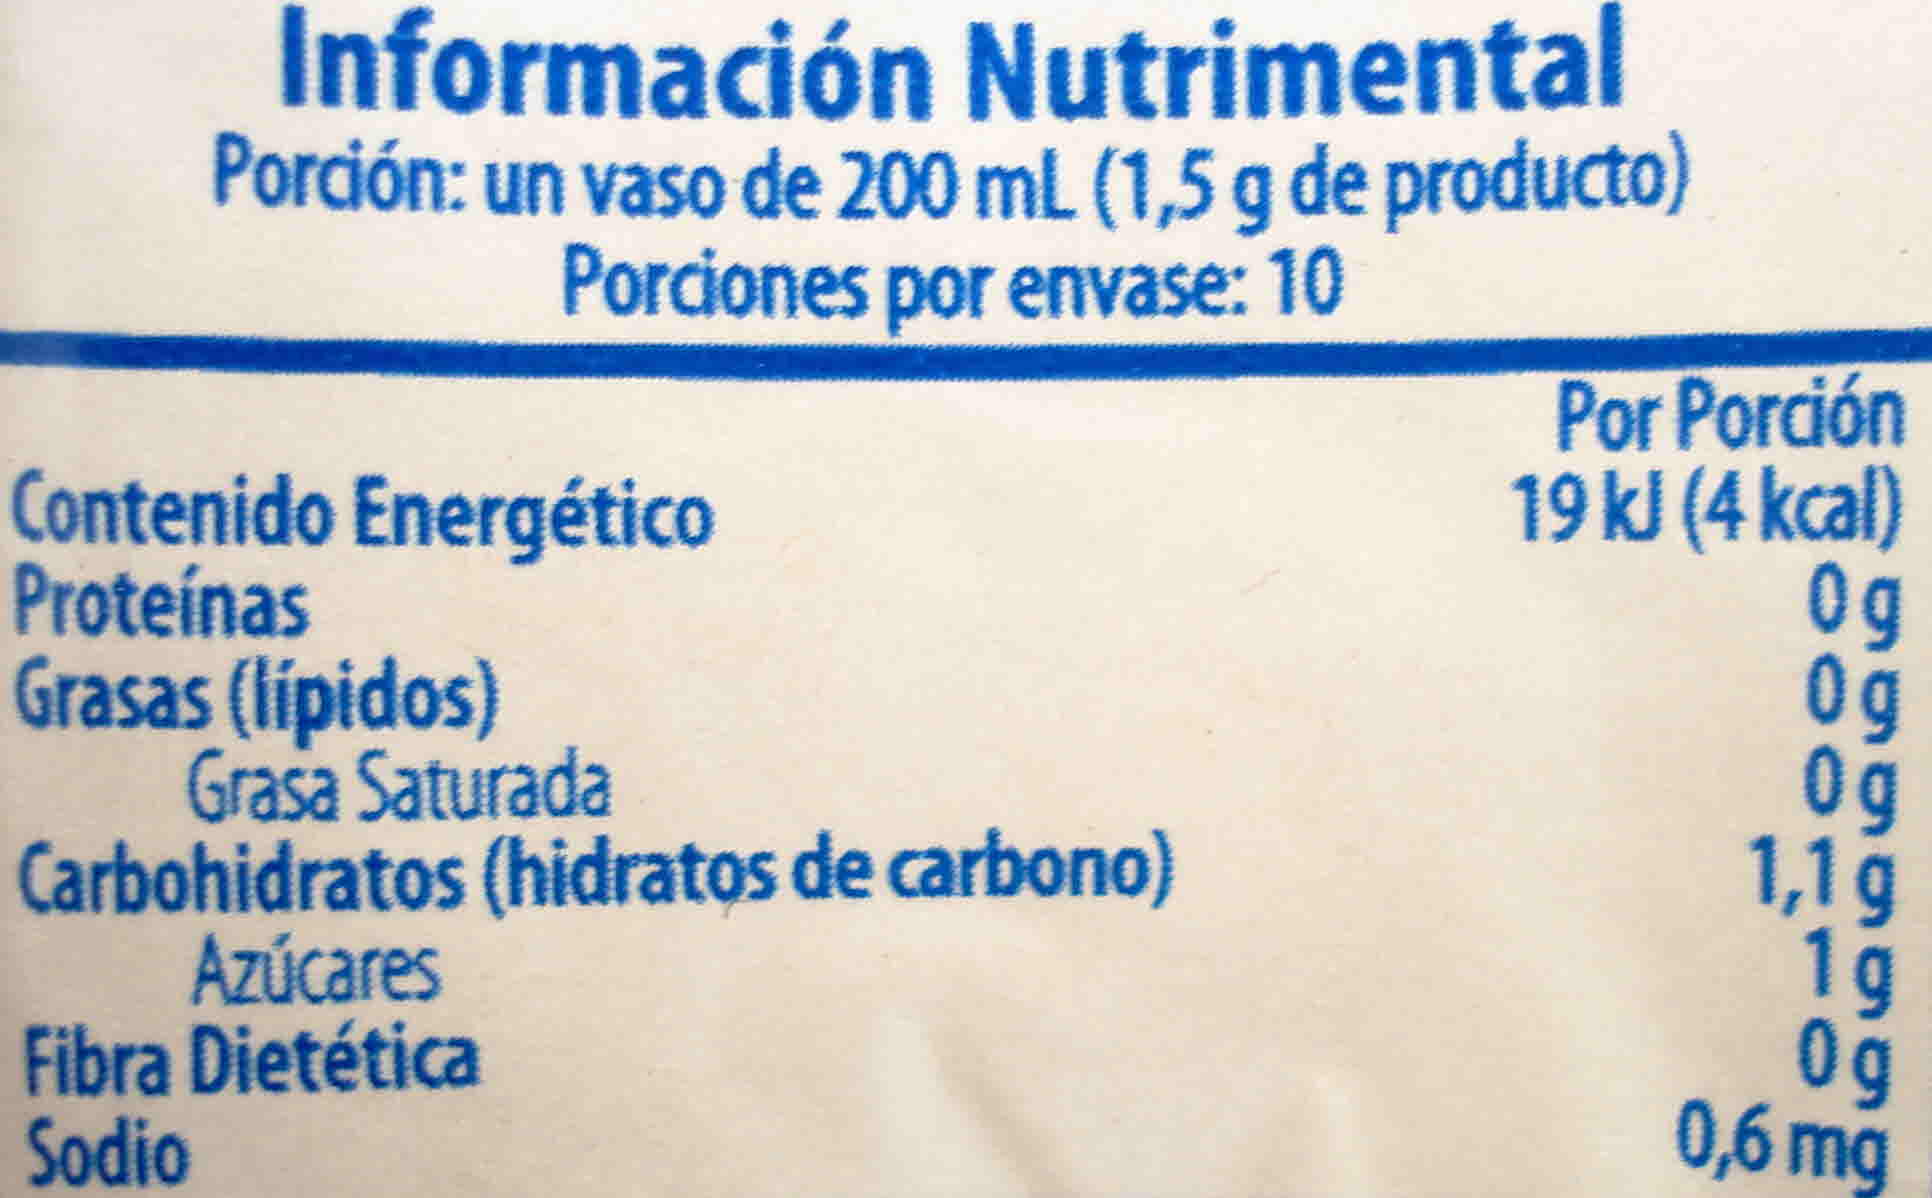 Información Nutrimental
Porción: un vaso de 200 mL (1,5 g de producto)
Porciones por envase: 10
Por Porción
Contenido Energético 19 kJ (4 kcal)
Proteínas 0 g
Grasas (lípidos) 0 g
Grasa Saturada 0 g
Carbohidratos (hidratos de carbono) 1,1 g
Azúcares 1 g
Fibra Dietética 0 g
Sodio 0,6 mg